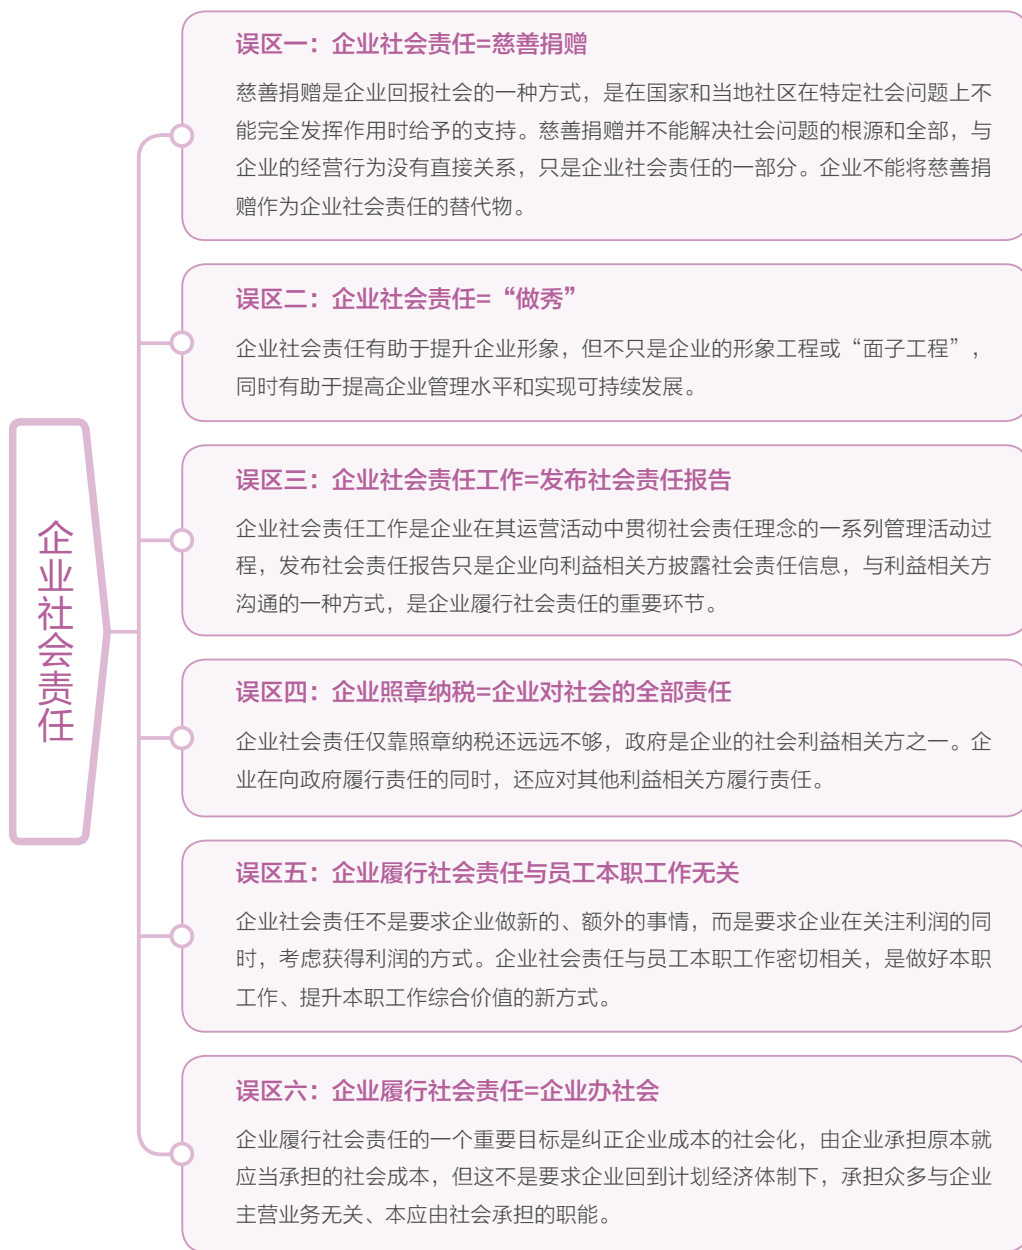 企业社会责任
误区一：企业社会责任=慈善捐赠
慈善捐赠是企业回报社会的一种方式，是在国家和当地社区在特定社会问题上不
能完全发挥作用时给予的支持。慈善捐赠并不能解决社会问题的根源和全部，与
企业的经营行为没有直接关系，只是企业社会责任的一部分。企业不能将慈善捐
赠作为企业社会责任的替代物。
误区二：企业社会责任=“做秀”
企业社会责任有助于提升企业形象，但不只是企业的形象工程或“面子工程”，
同时有助于提高企业管理水平和实现可持续发展。
误区三：企业社会责任工作=发布社会责任报告
企业社会责任工作是企业在其运营活动中贯彻社会责任理念的一系列管理活动过
程，发布社会责任报告只是企业向利益相关方披露社会责任信息，与利益相关方
沟通的一种方式，是企业履行社会责任的重要环节。
误区四：企业照章纳税=企业对社会的全部责任
企业社会责任仅靠照章纳税还远远不够，政府是企业的社会利益相关方之一。企
业在向政府履行责任的同时，还应对其他利益相关方履行责任。
误区五：企业履行社会责任与员工本职工作无关
企业社会责任不是要求企业做新的、额外的事情，而是要求企业在关注利润的同
时，考虑获得利润的方式。企业社会责任与员工本职工作密切相关，是做好本职
工作、提升本职工作综合价值的新方式。
误区六：企业履行社会责任=企业办社会
企业履行社会责任的一个重要目标是纠正企业成本的社会化，由企业承担原本就
应当承担的社会成本，但这不是要求企业回到计划经济体制下，承担众多与企业
主营业务无关、本应由社会承担的职能。